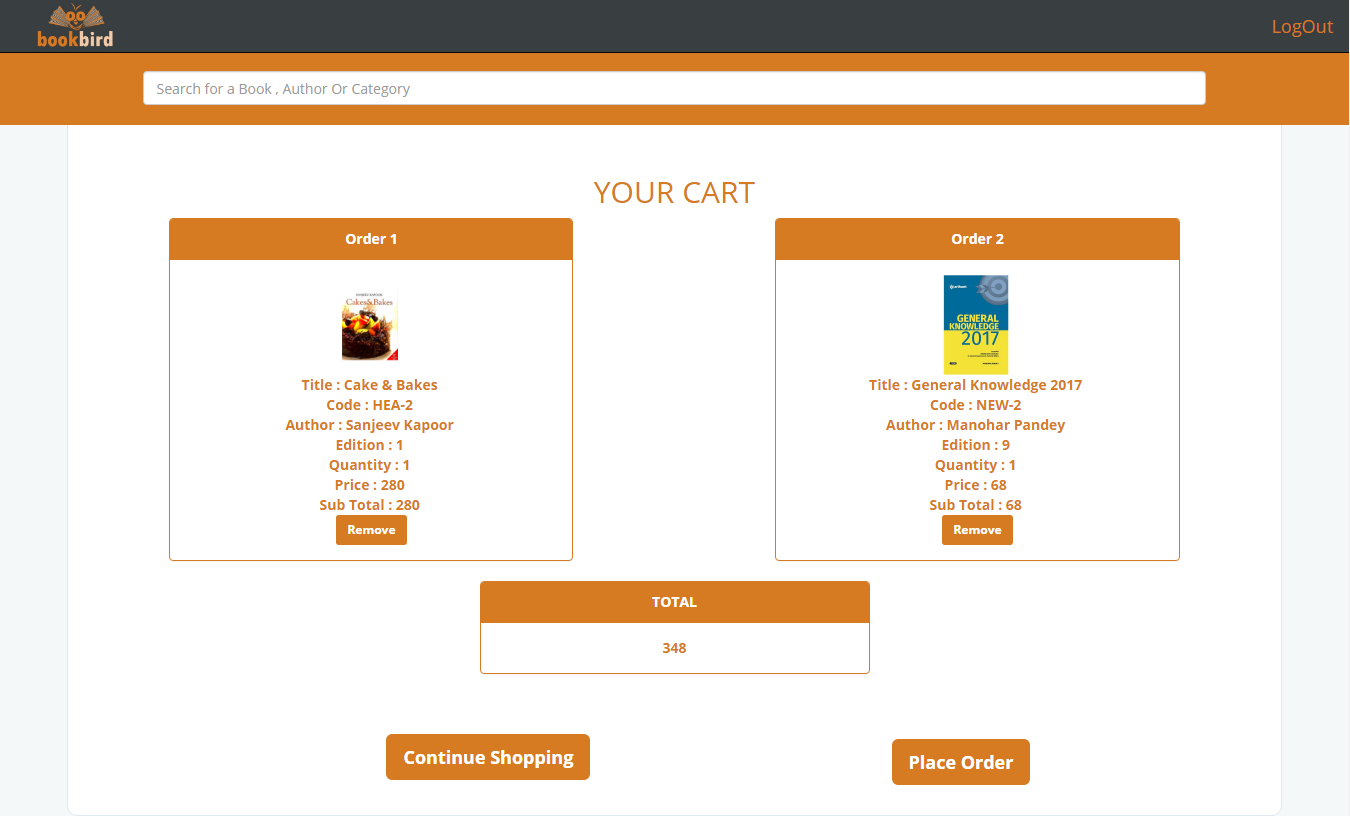 bookbird
LogOut
Search for a Book , Author Or Category
YOUR CART
Order 1
Cakes&Bakes
Title : Cake & Bakes
Code : HEA-2
Author : Sanjeev Kapoor
Edition : 1
Quantity : 1
Price : 280
Sub Total : 280
Remove
Order 2
GENERAL
KNOWLEDGE
2017
Title : General Knowledge 2017
Code : NEW-2
Author : Manohar Pandey
Edition : 9
Quantity : 1
Price : 68
Sub Total : 68
Remove
TOTAL
348
Continue Shopping
Place Order